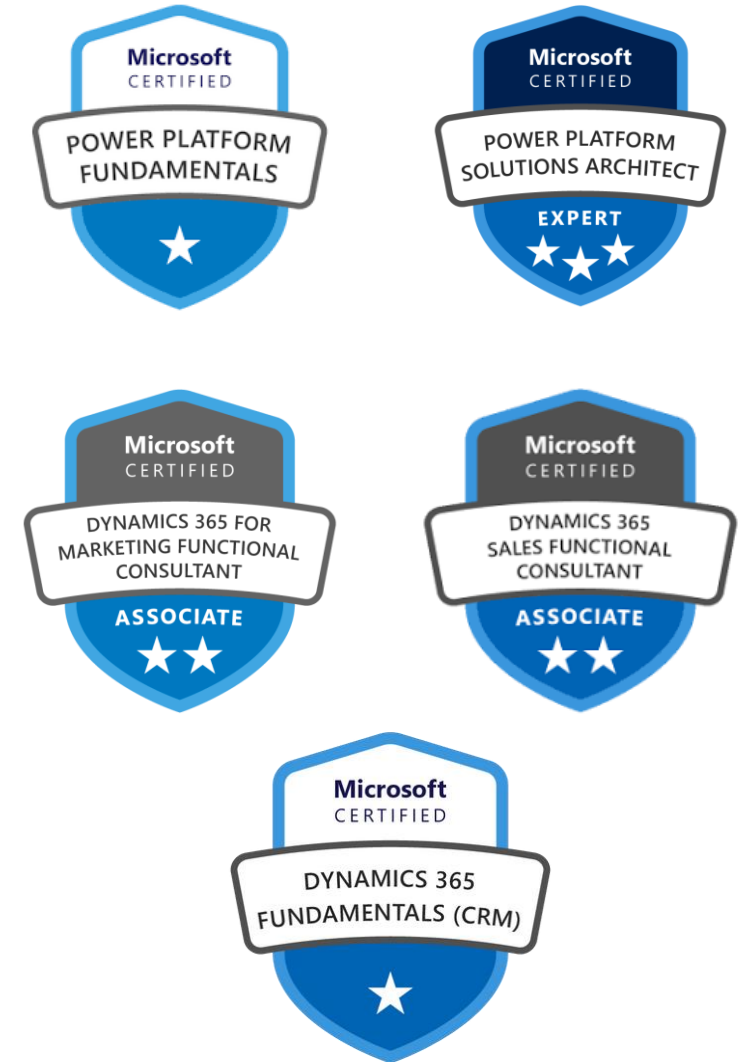 Microsoft
CERTIFIED
POWER PLATFORM
FUNDAMENTALS
Microsoft
CERTIFIED
POWER PLATFORM
SOLUTIONS ARCHITECT
EXPERT
Microsoft
CERTIFIED
DYNAMICS 365 FOR
MARKETING FUNCTIONAL
CONSULTANT
ASSOCIATE
Microsoft
CERTIFIED
DYNAMICS 365
SALES FUNCTIONAL
CONSULTANT
ASSOCIATE
Microsoft
CERTIFIED
DYNAMICS 365
FUNDAMENTALS (CRM)